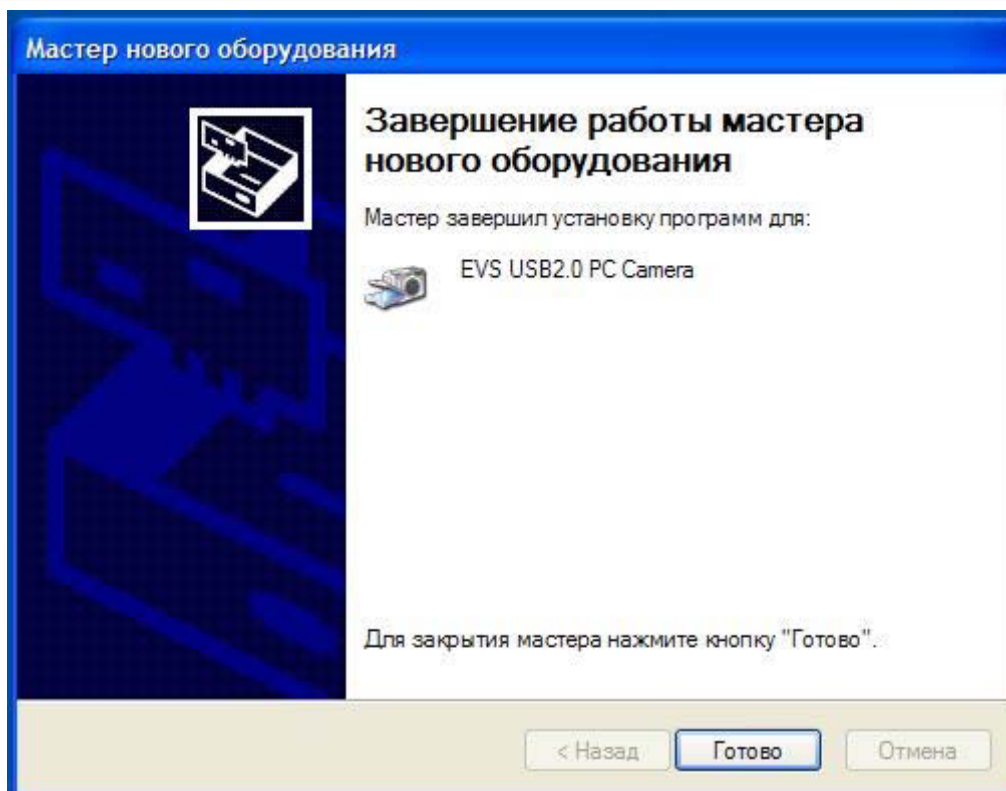 Мастер нового оборудования
Завершение работы мастера
нового оборудования
Мастер завершил установку программ для:
EVS USB2.0 PC Camera
Для закрытия мастера нажмите кнопку "Готово".
< Назад Готово Отмена